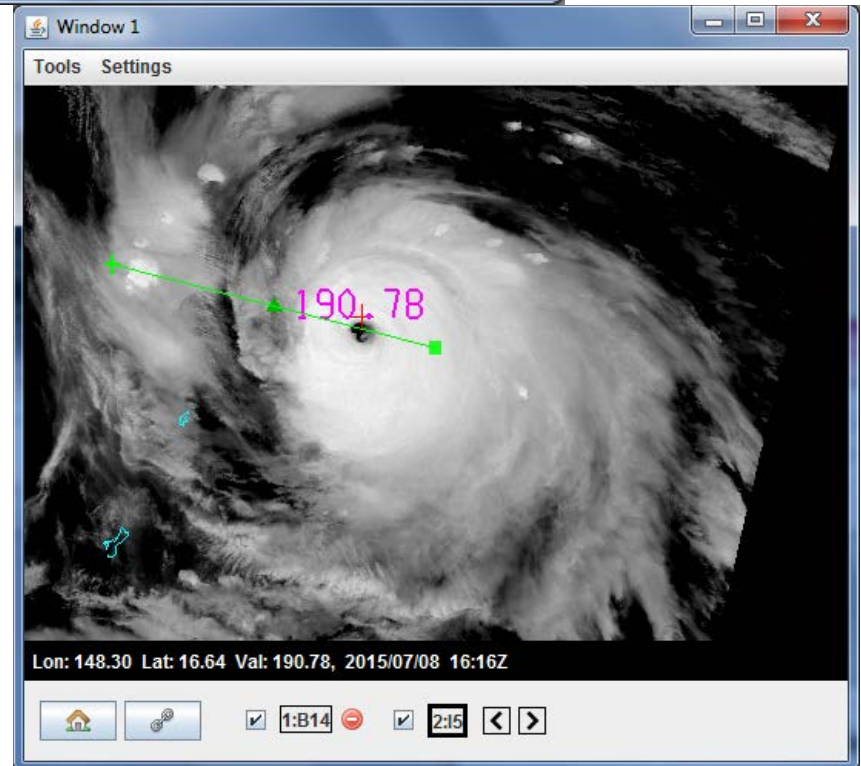 Window 1
Tools Settings
190.78
Lon: 148.30 Lat: 16.64 Val: 190.78, 2015/07/08 16:16Z
1:B14 2:I5 < >